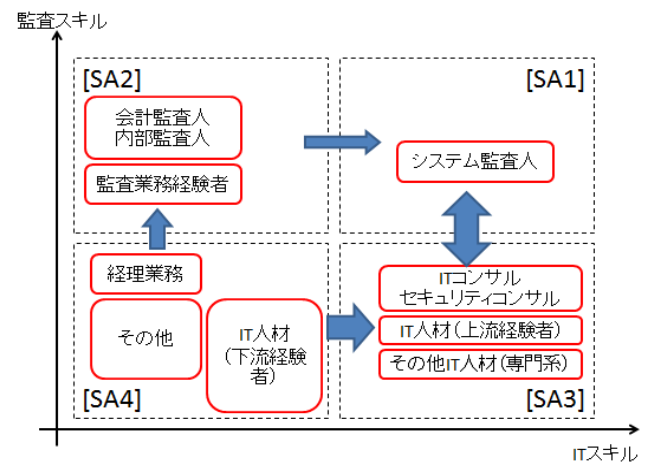 監査スキル
[SA2]
会計監査人
内部監査人
監査業務経験者
[SA1]
システム監査人
経理業務
その他
IT人材
(下流経験
者)
[SA4]
ITコンサル
セキュリティコンサル
IT人材(上流経験者)
その他IT人材(専門系)
[SA3]
ITスキル